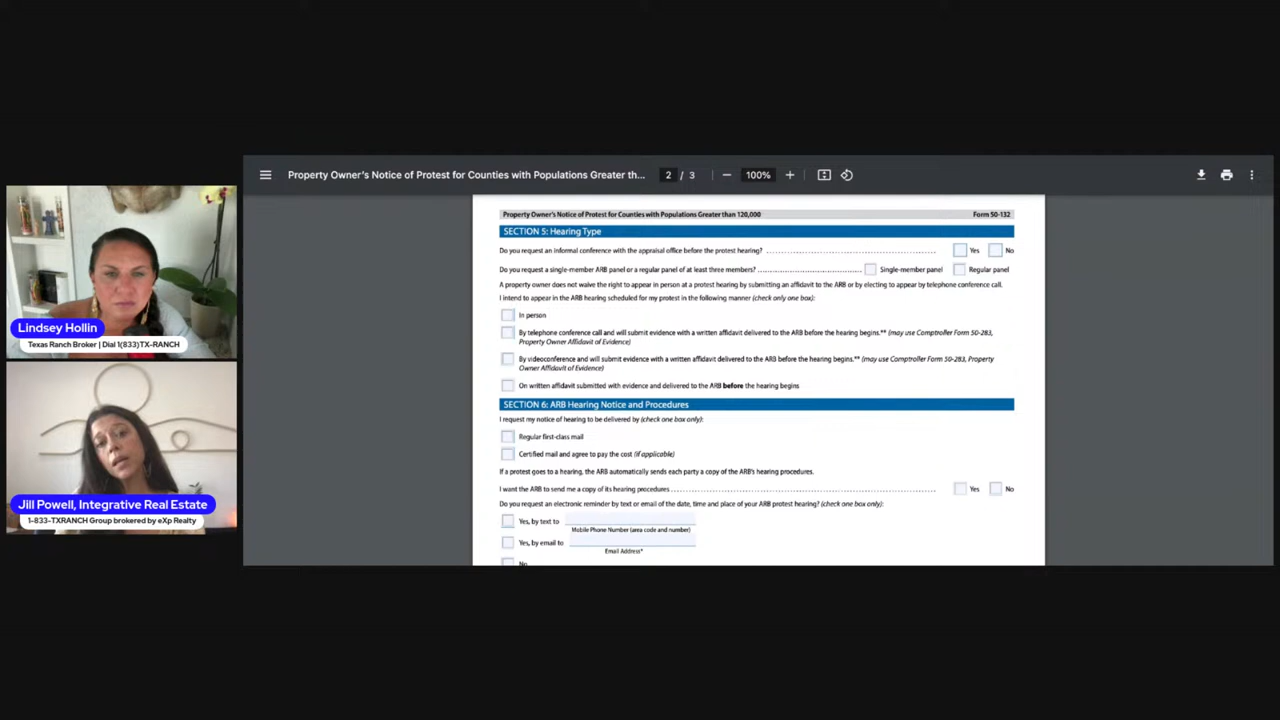 Property Owner's Notice of Protest for Counties with Populations Greater th...
2 / 3
100%
Property Owner's Notice of Protest for Counties with Populations Greater than 120,000
Form 50-132
SECTION 5: Hearing Type
Do you request an informal conference with the appraisal office before the protest hearing? Yes No
Do you request a single-member ARB panel or a regular panel of at least three members? Single-member panel Regular panel
A property owner does not waive the right to appear in person at a protest hearing by submitting an affidavit to the ARB or by electing to appear by telephone conference call.
I intend to appear in the ARB hearing scheduled for my protest in the following manner (check only one box):
In person
By telephone conference call and will submit evidence with a written affidavit delivered to the ARB before the hearing begins.** (may use Comptroller Form 50-283,
Property Owner Affidavit of Evidence)
By videoconference and will submit evidence with a written affidavit delivered to the ARB before the hearing begins.** (may use Comptroller Form 50-283, Property
Owner Affidavit of Evidence)
On written affidavit submitted with evidence and delivered to the ARB before the hearing begins
SECTION 6: ARB Hearing Notice and Procedures
I request my notice of hearing to be delivered by (check one box only):
Regular first-class mail
Certified mail and agree to pay the cost (if applicable)
If a protest goes to a hearing, the ARB automatically sends each party a copy of the ARB's hearing procedures.
I want the ARB to send me a copy of its hearing procedures Yes No
Do you request an electronic reminder by text or email of the date, time and place of your ARB protest hearing? (check one box only):
Yes, by text to
Mobile Phone Number (area code and number)
Yes, by email to
Email Address*
No
Lindsey Hollin
Texas Ranch Broker | Dial 1(833)TX-RANCH
Jill Powell, Integrative Real Estate
1-833-TXRANCH Group brokered by eXp Realty